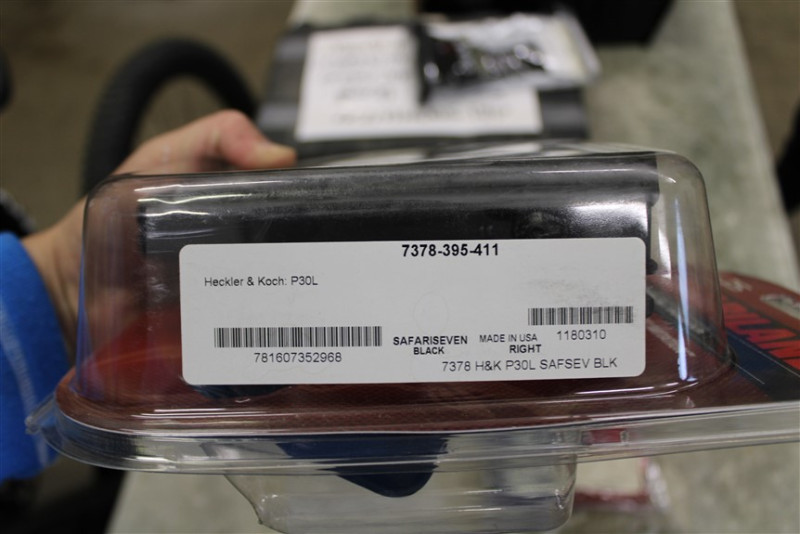 7378-395-411
Heckler & Koch: P30L
781607352968
SAFARISEVEN
BLACK
MADE IN USA
RIGHT
1180310
7378 H&K P30L SAFSEV BLK